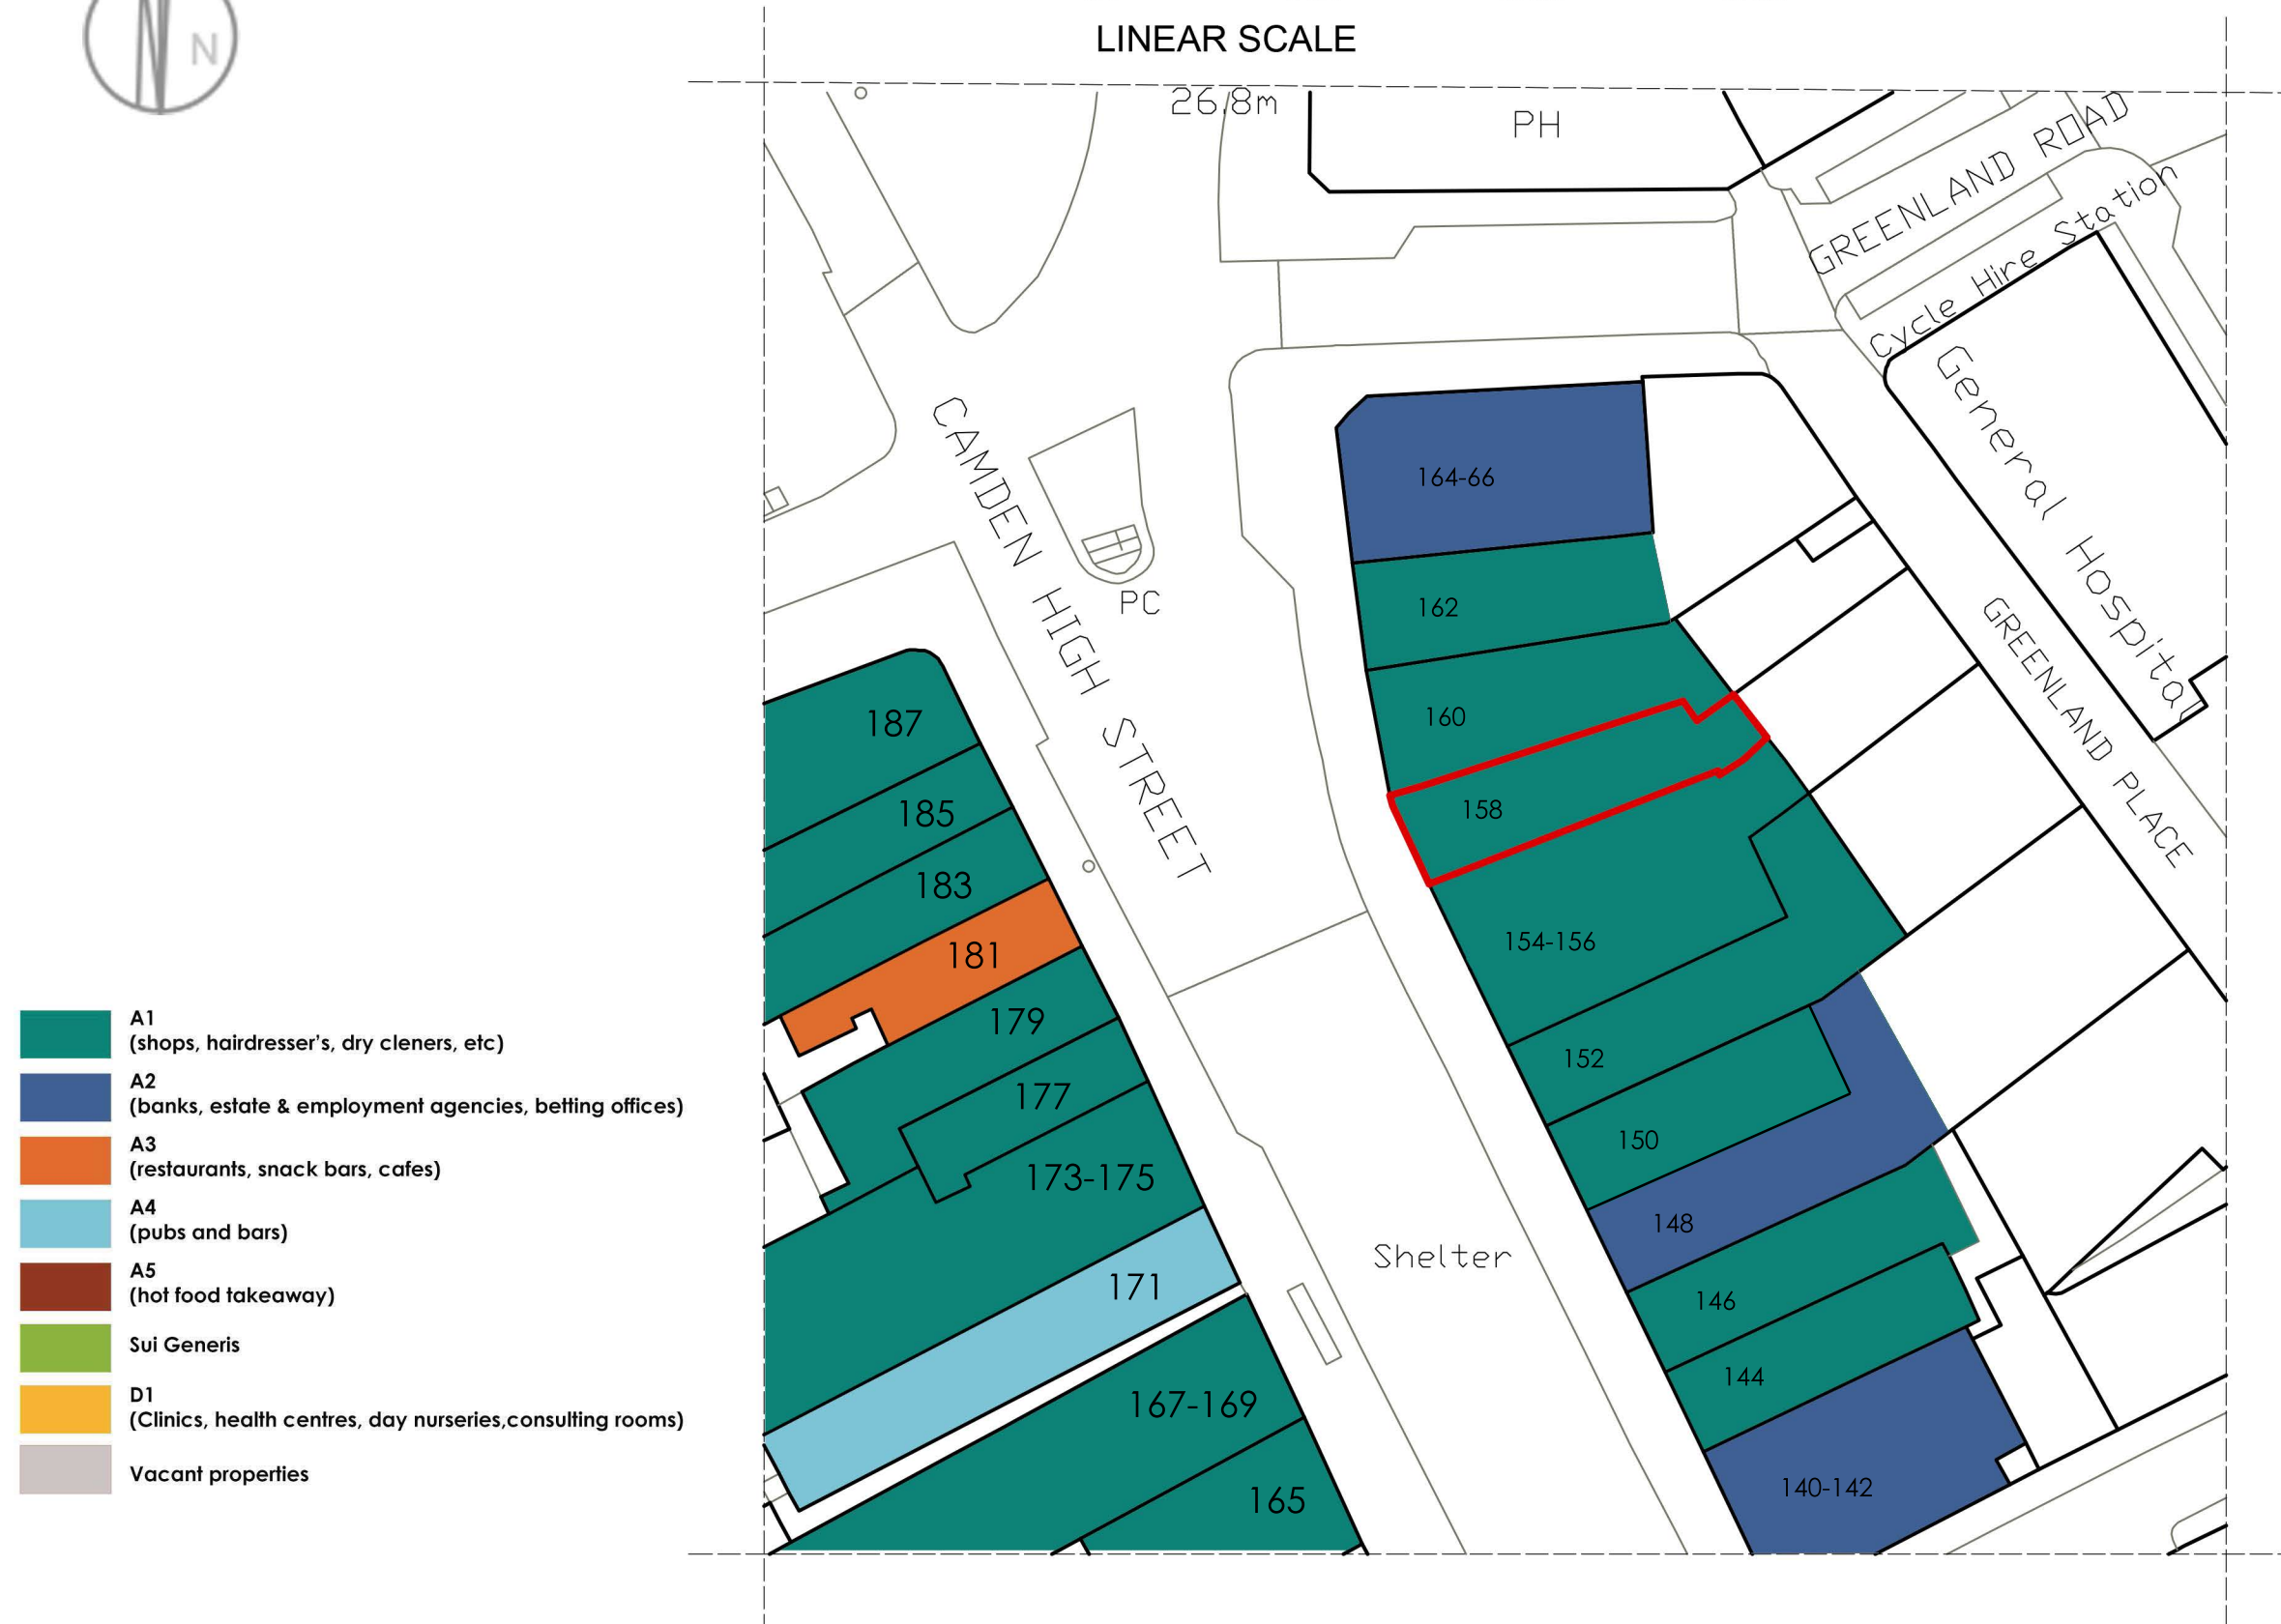 N
LINEAR SCALE
26.8m
PH
GREENLAND ROAD
Cycle Hire Station
General Hospital
CAMDEN HIGH STREET
PC
GREENLAND PLACE
164-66
162
160
158
154-156
152
150
148
146
144
140-142
187
185
183
181
179
177
173-175
171
167-169
165
Shelter
A1
(shops, hairdresser's, dry cleners, etc)
A2
(banks, estate & employment agencies, betting offices)
A3
(restaurants, snack bars, cafes)
A4
(pubs and bars)
A5
(hot food takeaway)
Sui Generis
D1
(Clinics, health centres, day nurseries,consulting rooms)
Vacant properties